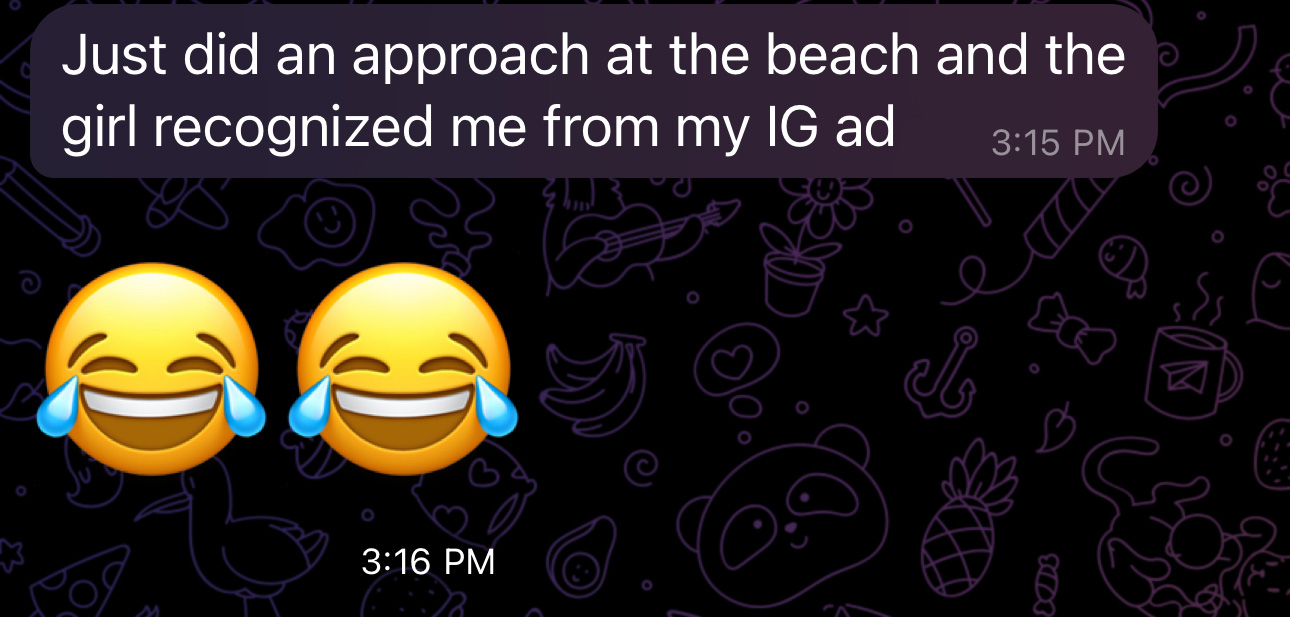 Just did an approach at the beach and the
girl recognized me from my IG ad
3:15 PM
😂😂
3:16 PM